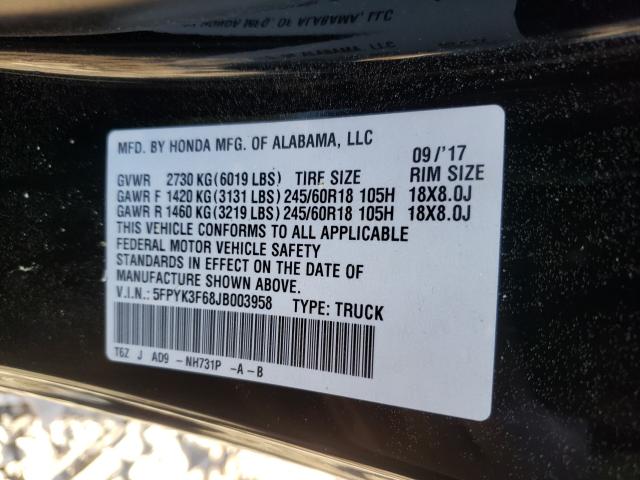 MFD. BY HONDA MFG. OF ALABAMA, LLC 09/'17
GVWR 2730 KG(6019 LBS) TIRE SIZE RIM SIZE
GAWR F 1420 KG(3131 LBS) 245/60R18 105H 18X8.0J
GAWR R 1460 KG(3219 LBS) 245/60R18 105H 18X8.0J
THIS VEHICLE CONFORMS TO ALL APPLICABLE
FEDERAL MOTOR VEHICLE SAFETY
STANDARDS IN EFFECT ON THE DATE OF
MANUFACTURE SHOWN ABOVE.
V.I.N.: 5FPYK3F68JB003958 TYPE: TRUCK
T6Z J AD9 -NH731P -A-B